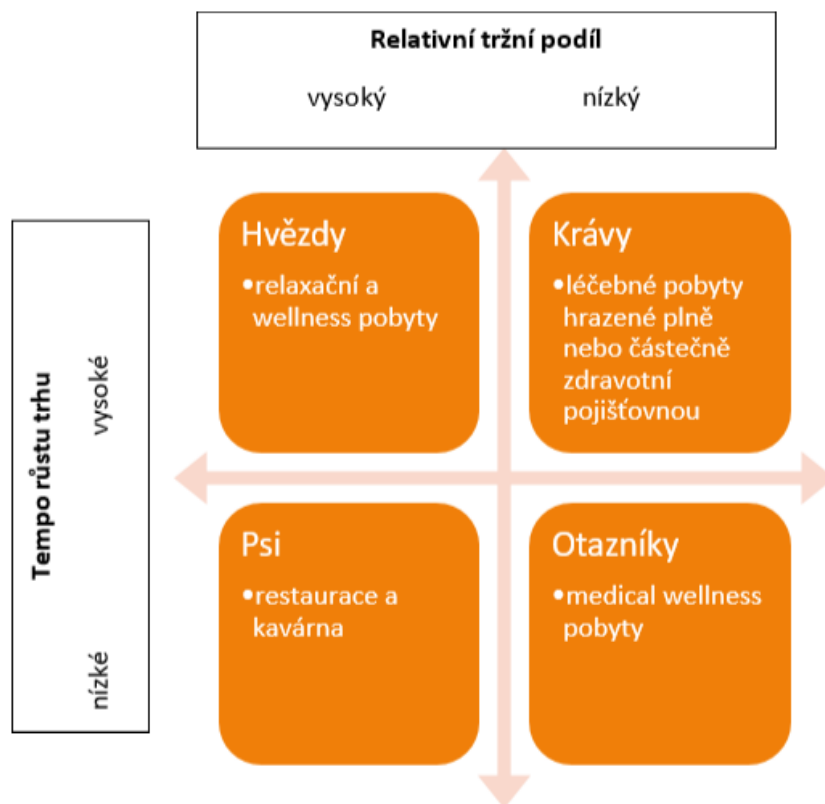 Relativní tržní podíl
vysoký nízký
Tempo růstu trhu
vysoké
nízké
Hvězdy
•relaxační a
wellness pobyty
Krávy
•léčebné pobyty
hrazené plně
nebo částečně
zdravotní
pojišťovnou
Psi
•restaurace a
kavárna
Otazníky
•medical wellness
pobyty